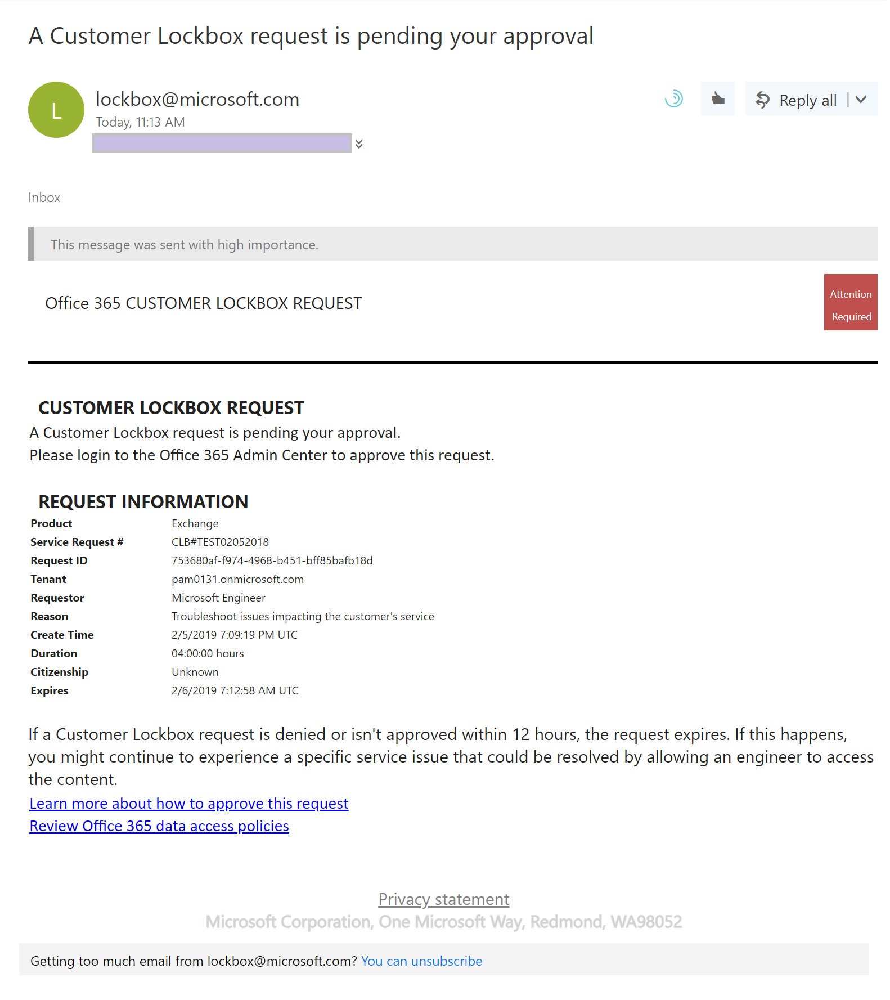 A Customer Lockbox request is pending your approval
L
lockbox@microsoft.com
Today, 11:13 AM
Reply all
Inbox
This message was sent with high importance.
Office 365 CUSTOMER LOCKBOX REQUEST
Attention
Required
CUSTOMER LOCKBOX REQUEST
A Customer Lockbox request is pending your approval.
Please login to the Office 365 Admin Center to approve this request.
REQUEST INFORMATION
Product Exchange
Service Request # CLB#TEST02052018
Request ID 753680af-f974-4968-b451-bff85bafb18d
Tenant pam0131.onmicrosoft.com
Requestor Microsoft Engineer
Reason Troubleshoot issues impacting the customer's service
Create Time 2/5/2019 7:09:19 PM UTC
Duration 04:00:00 hours
Citizenship Unknown
Expires 2/6/2019 7:12:58 AM UTC
If a Customer Lockbox request is denied or isn't approved within 12 hours, the request expires. If this happens,
you might continue to experience a specific service issue that could be resolved by allowing an engineer to access
the content.
Learn more about how to approve this request
Review Office 365 data access policies
Privacy statement
Microsoft Corporation, One Microsoft Way, Redmond, WA98052
Getting too much email from lockbox@microsoft.com? You can unsubscribe